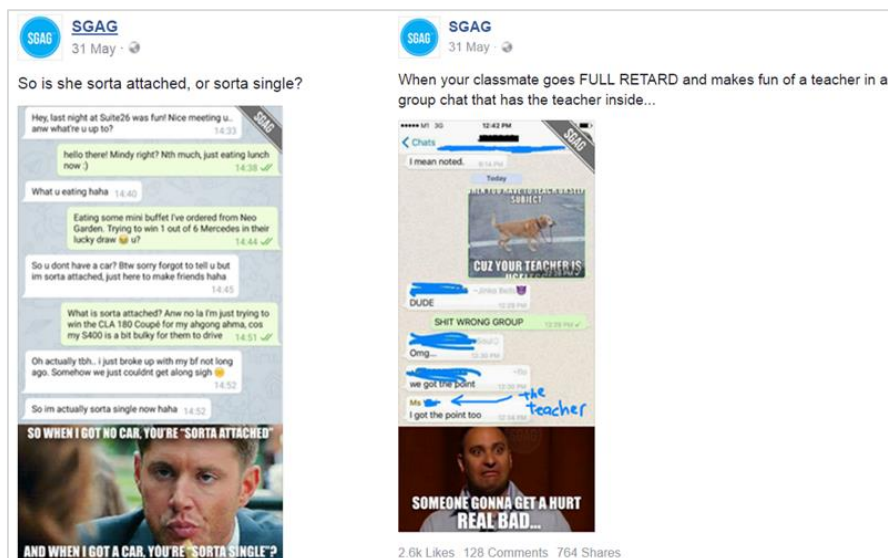 SGAG
SGAG
31 May ·
So is she sorta attached, or sorta single?
SGAG
Hey, last night at Suite26 was fun! Nice meeting u..
anw what're u up to?
14:33
hello there! Mindy right? Nth much, just eating lunch
now :)
14:38
What u eating haha 14:40
Eating some mini buffet I've ordered from Neo
Garden. Trying to win 1 out of 6 Mercedes in their
lucky draw 😂 u?
14:44
So u dont have a car? Btw sorry forgot to tell u but
im sorta attached, just here to make friends haha
14:45
What is sorta attached? Anw no la I'm just trying to
win the CLA 180 Coupé for my ahgong ahma, cos
my S400 is a bit bulky for them to drive 14:51
Oh actually tbh.. i just broke up with my bf not long
ago. Somehow we just couldnt get along sigh
14:52
So im actually sorta single now haha 14:52
SO WHEN I GOT NO CAR, YOU'RE "SORTA ATTACHED"
AND WHEN I GOT A CAR, YOU'RE "SORTA SINGLE"?
SGAG
SGAG
31 May ·
When your classmate goes FULL RETARD and makes fun of a teacher in a
group chat that has the teacher inside...
M1 3G 12:42 PM
SGAG
Chats
I mean noted.
Today
SUBJECT
CUZ YOUR TEACHER IS
DUDE
SHIT WRONG GROUP
Omg...
12:30 PM
we got the point
the
Ms
teacher
I got the point too
SOMEONE GONNA GET A HURT
REAL BAD...
2.6k Likes 128 Comments 764 Shares